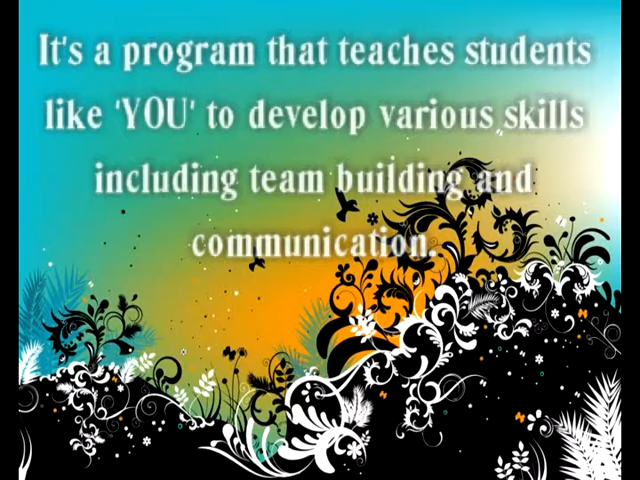 It's a program that teaches students
like 'YOU' to develop various skills
including team building and
communication.